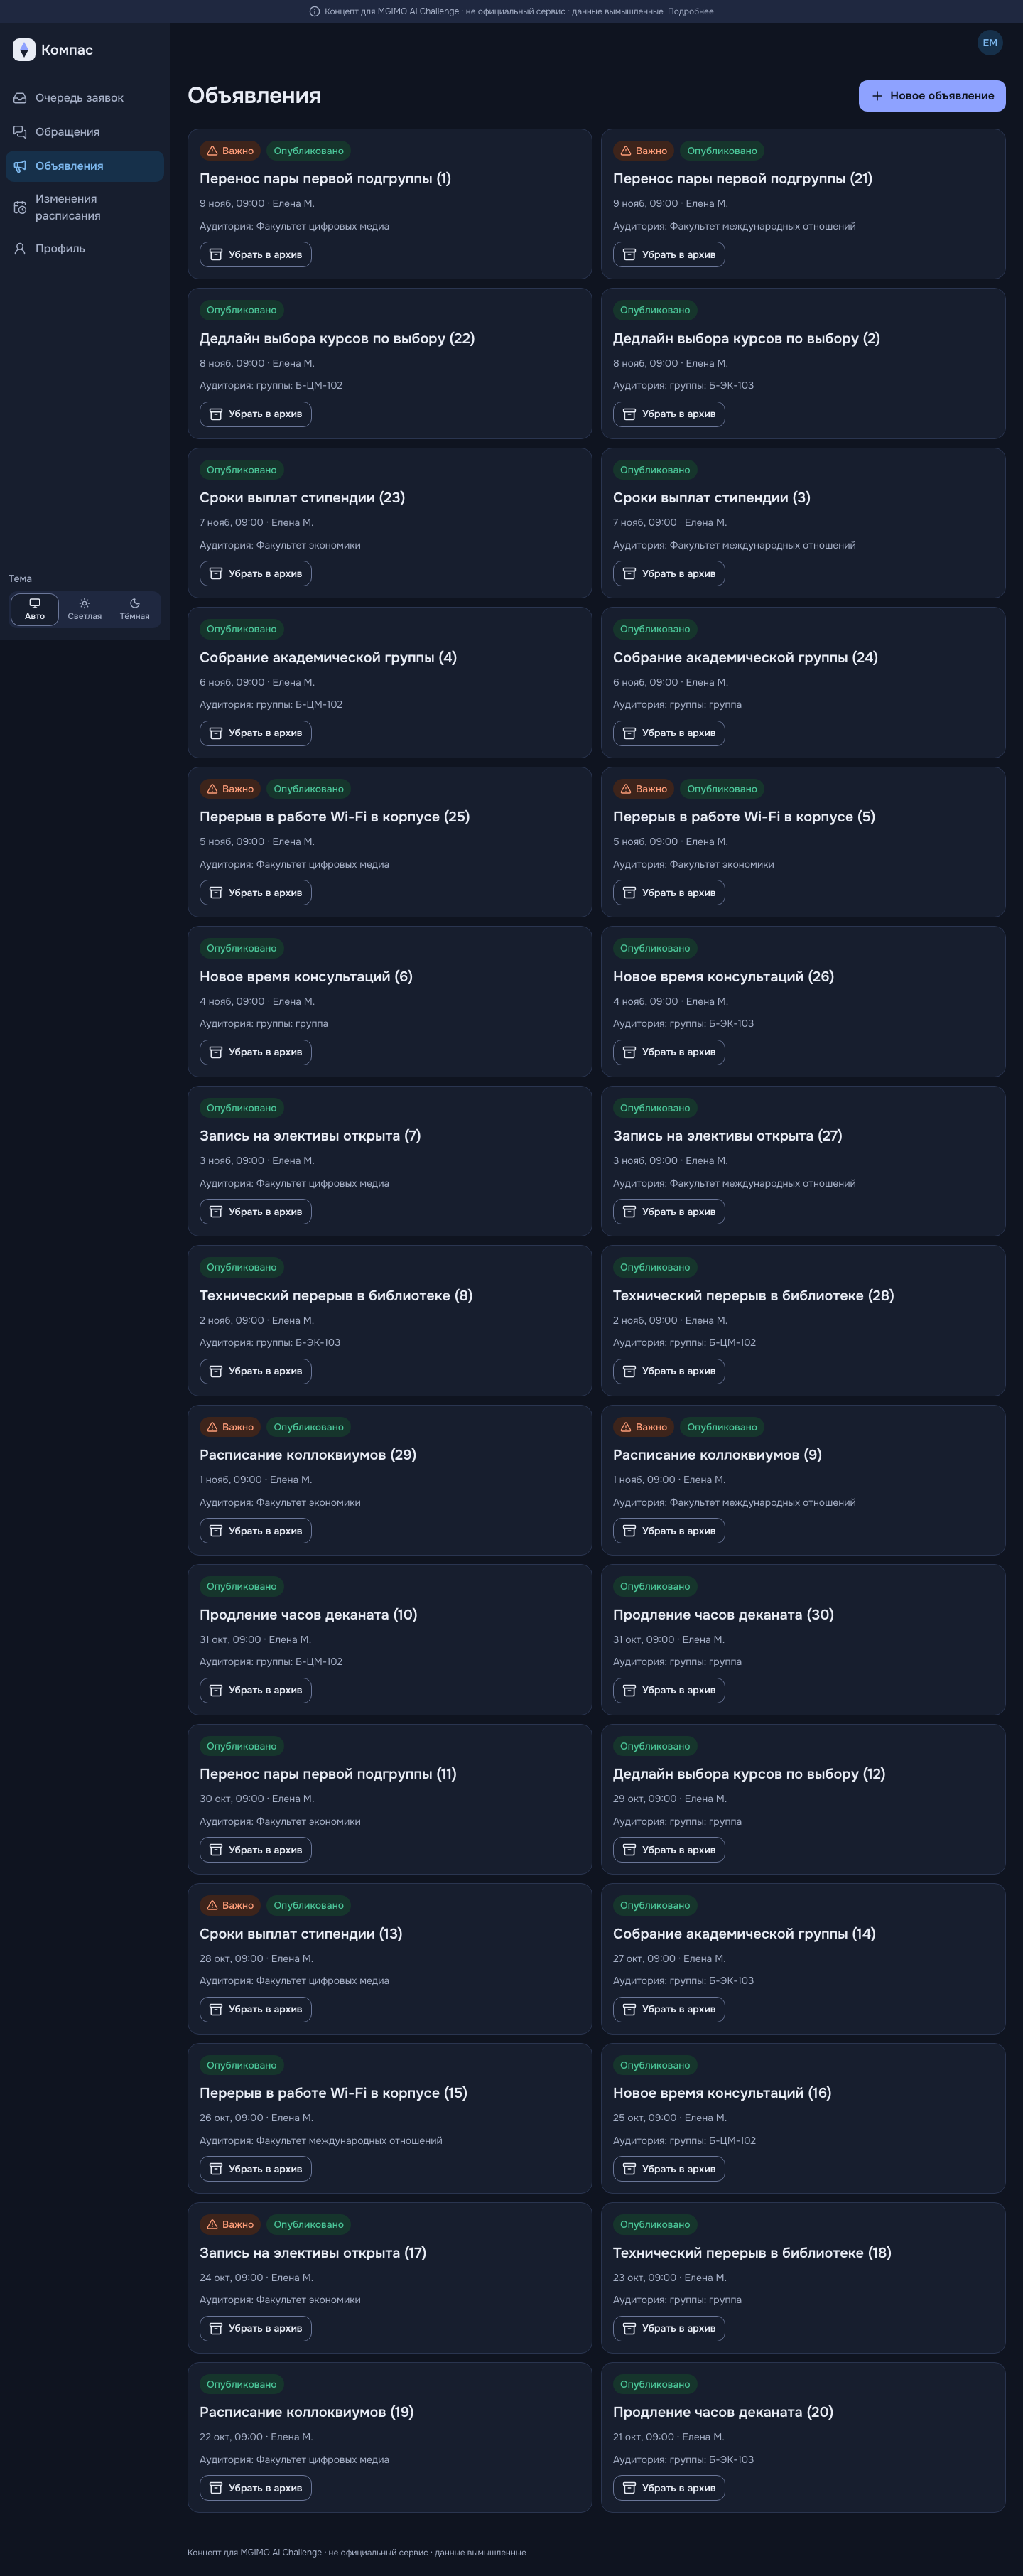 Концепт для MGIMO AI Challenge · не официальный сервис · данные вымышленные Подробнее
Компас
Очередь заявок
Обращения
Объявления
Изменения
расписания
Профиль
Тема
Авто Светлая Тёмная
ЕМ
Объявления
Новое объявление
Важно Опубликовано
Перенос пары первой подгруппы (1)
9 нояб, 09:00 · Елена М.
Аудитория: Факультет цифровых медиа
Убрать в архив
Важно Опубликовано
Перенос пары первой подгруппы (21)
9 нояб, 09:00 · Елена М.
Аудитория: Факультет международных отношений
Убрать в архив
Опубликовано
Дедлайн выбора курсов по выбору (22)
8 нояб, 09:00 · Елена М.
Аудитория: группы: Б-ЦМ-102
Убрать в архив
Опубликовано
Дедлайн выбора курсов по выбору (2)
8 нояб, 09:00 · Елена М.
Аудитория: группы: Б-ЭК-103
Убрать в архив
Опубликовано
Сроки выплат стипендии (23)
7 нояб, 09:00 · Елена М.
Аудитория: Факультет экономики
Убрать в архив
Опубликовано
Сроки выплат стипендии (3)
7 нояб, 09:00 · Елена М.
Аудитория: Факультет международных отношений
Убрать в архив
Опубликовано
Собрание академической группы (4)
6 нояб, 09:00 · Елена М.
Аудитория: группы: Б-ЦМ-102
Убрать в архив
Опубликовано
Собрание академической группы (24)
6 нояб, 09:00 · Елена М.
Аудитория: группы: группа
Убрать в архив
Важно Опубликовано
Перерыв в работе Wi-Fi в корпусе (25)
5 нояб, 09:00 · Елена М.
Аудитория: Факультет цифровых медиа
Убрать в архив
Важно Опубликовано
Перерыв в работе Wi-Fi в корпусе (5)
5 нояб, 09:00 · Елена М.
Аудитория: Факультет экономики
Убрать в архив
Опубликовано
Новое время консультаций (6)
4 нояб, 09:00 · Елена М.
Аудитория: группы: группа
Убрать в архив
Опубликовано
Новое время консультаций (26)
4 нояб, 09:00 · Елена М.
Аудитория: группы: Б-ЭК-103
Убрать в архив
Опубликовано
Запись на элективы открыта (7)
3 нояб, 09:00 · Елена М.
Аудитория: Факультет цифровых медиа
Убрать в архив
Опубликовано
Запись на элективы открыта (27)
3 нояб, 09:00 · Елена М.
Аудитория: Факультет международных отношений
Убрать в архив
Опубликовано
Технический перерыв в библиотеке (8)
2 нояб, 09:00 · Елена М.
Аудитория: группы: Б-ЭК-103
Убрать в архив
Опубликовано
Технический перерыв в библиотеке (28)
2 нояб, 09:00 · Елена М.
Аудитория: группы: Б-ЦМ-102
Убрать в архив
Важно Опубликовано
Расписание коллоквиумов (29)
1 нояб, 09:00 · Елена М.
Аудитория: Факультет экономики
Убрать в архив
Важно Опубликовано
Расписание коллоквиумов (9)
1 нояб, 09:00 · Елена М.
Аудитория: Факультет международных отношений
Убрать в архив
Опубликовано
Продление часов деканата (10)
31 окт, 09:00 · Елена М.
Аудитория: группы: Б-ЦМ-102
Убрать в архив
Опубликовано
Продление часов деканата (30)
31 окт, 09:00 · Елена М.
Аудитория: группы: группа
Убрать в архив
Опубликовано
Перенос пары первой подгруппы (11)
30 окт, 09:00 · Елена М.
Аудитория: Факультет экономики
Убрать в архив
Опубликовано
Дедлайн выбора курсов по выбору (12)
29 окт, 09:00 · Елена М.
Аудитория: группы: группа
Убрать в архив
Важно Опубликовано
Сроки выплат стипендии (13)
28 окт, 09:00 · Елена М.
Аудитория: Факультет цифровых медиа
Убрать в архив
Опубликовано
Собрание академической группы (14)
27 окт, 09:00 · Елена М.
Аудитория: группы: Б-ЭК-103
Убрать в архив
Опубликовано
Перерыв в работе Wi-Fi в корпусе (15)
26 окт, 09:00 · Елена М.
Аудитория: Факультет международных отношений
Убрать в архив
Опубликовано
Новое время консультаций (16)
25 окт, 09:00 · Елена М.
Аудитория: группы: Б-ЦМ-102
Убрать в архив
Важно Опубликовано
Запись на элективы открыта (17)
24 окт, 09:00 · Елена М.
Аудитория: Факультет экономики
Убрать в архив
Опубликовано
Технический перерыв в библиотеке (18)
23 окт, 09:00 · Елена М.
Аудитория: группы: группа
Убрать в архив
Опубликовано
Расписание коллоквиумов (19)
22 окт, 09:00 · Елена М.
Аудитория: Факультет цифровых медиа
Убрать в архив
Опубликовано
Продление часов деканата (20)
21 окт, 09:00 · Елена М.
Аудитория: группы: Б-ЭК-103
Убрать в архив
Концепт для MGIMO AI Challenge · не официальный сервис · данные вымышленные